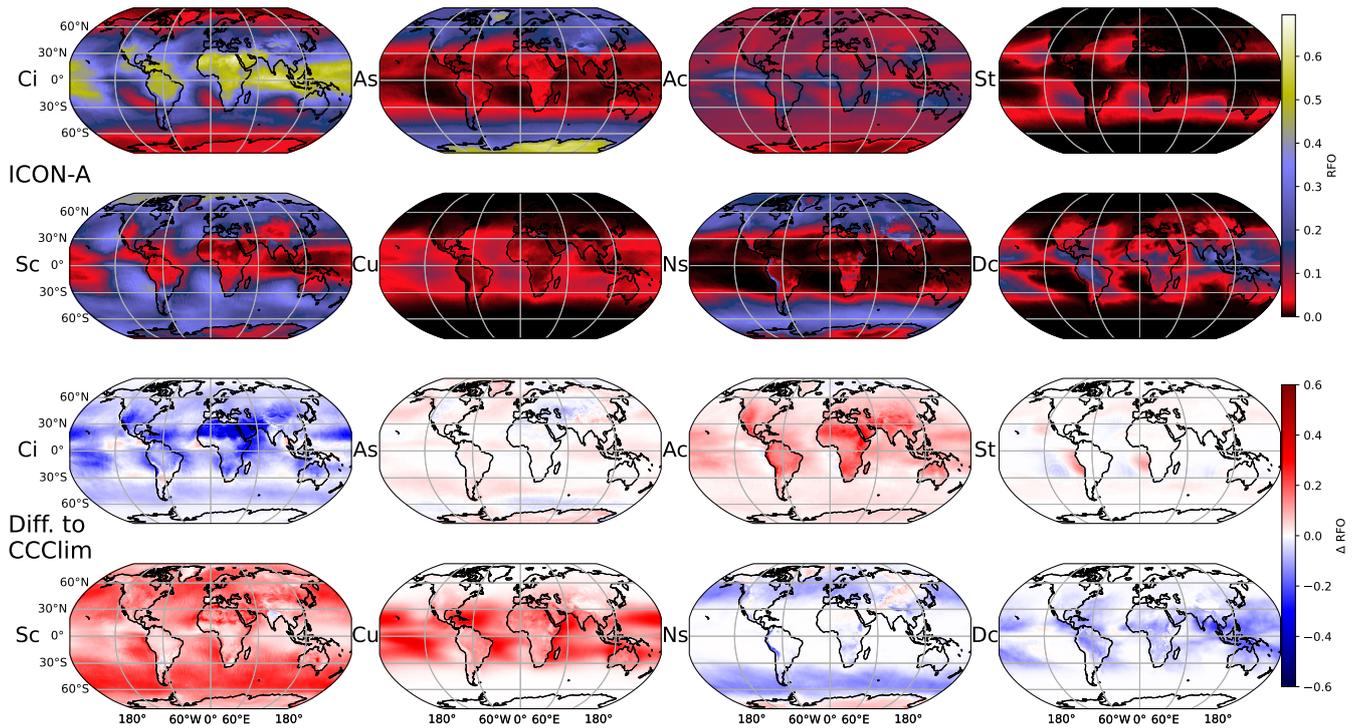 60°N
30°N
Ci 0° As Ac St
30°S
60°S
0.6
0.5
0.4
0.3
0.2
0.1
0.0
RFO
ICON-A
60°N
30°N
Sc 0° Cu Ns Dc
30°S
60°S
60°N
30°N
Ci 0° As Ac St
30°S
60°S
0.6
0.4
0.2
0.0
−0.2
−0.4
−0.6
Δ RFO
Diff. to
CCClim
60°N
30°N
Sc 0° Cu Ns Dc
30°S
60°S
180° 60°W 0° 60°E 180° 180° 60°W 0° 60°E 180° 180° 60°W 0° 60°E 180° 180° 60°W 0° 60°E 180°